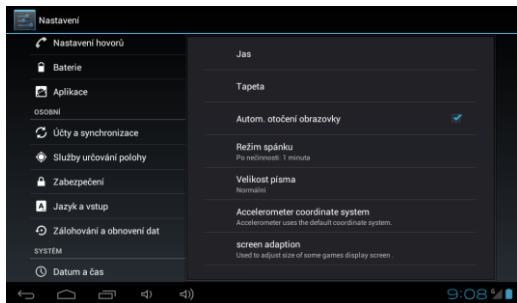 Nastavení
Nastavení hovorů
Baterie
Aplikace
OSOBNÍ
Účty a synchronizace
Služby určování polohy
Zabezpečení
Jazyk a vstup
Zálohování a obnovení dat
SYSTÉM
Datum a čas
Jas
Tapeta
Autom. otočení obrazovky
Režim spánku
Po nečinnosti: 1 minuta
Velikost písma
Normální
Accelerometer coordinate system
Accelerometer uses the default coordinate system.
screen adaption
Used to adjust size of some games display screen .
9:08